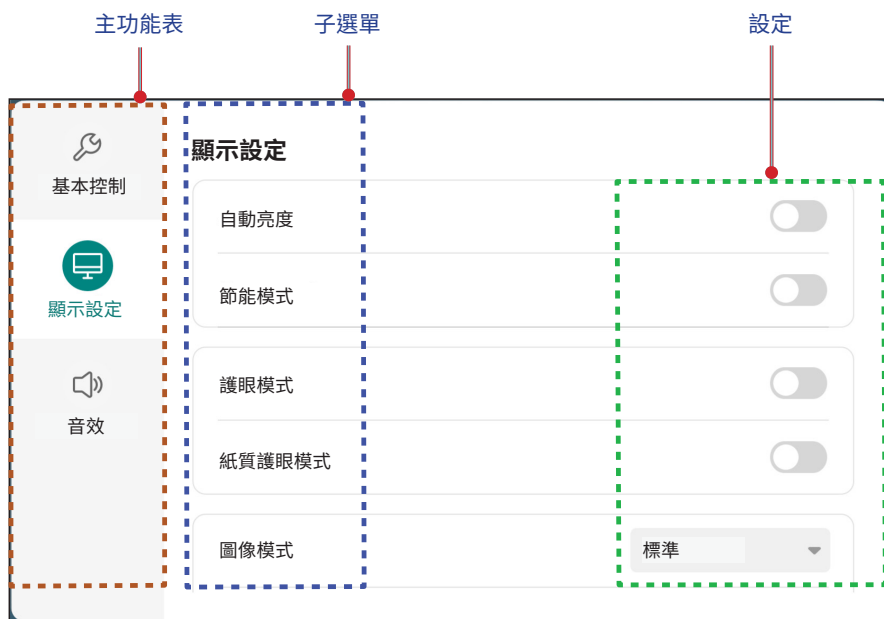 主功能表
子選單
設定
基本控制
顯示設定
音效
顯示設定
自動亮度
節能模式
護眼模式
紙質護眼模式
圖像模式
標準